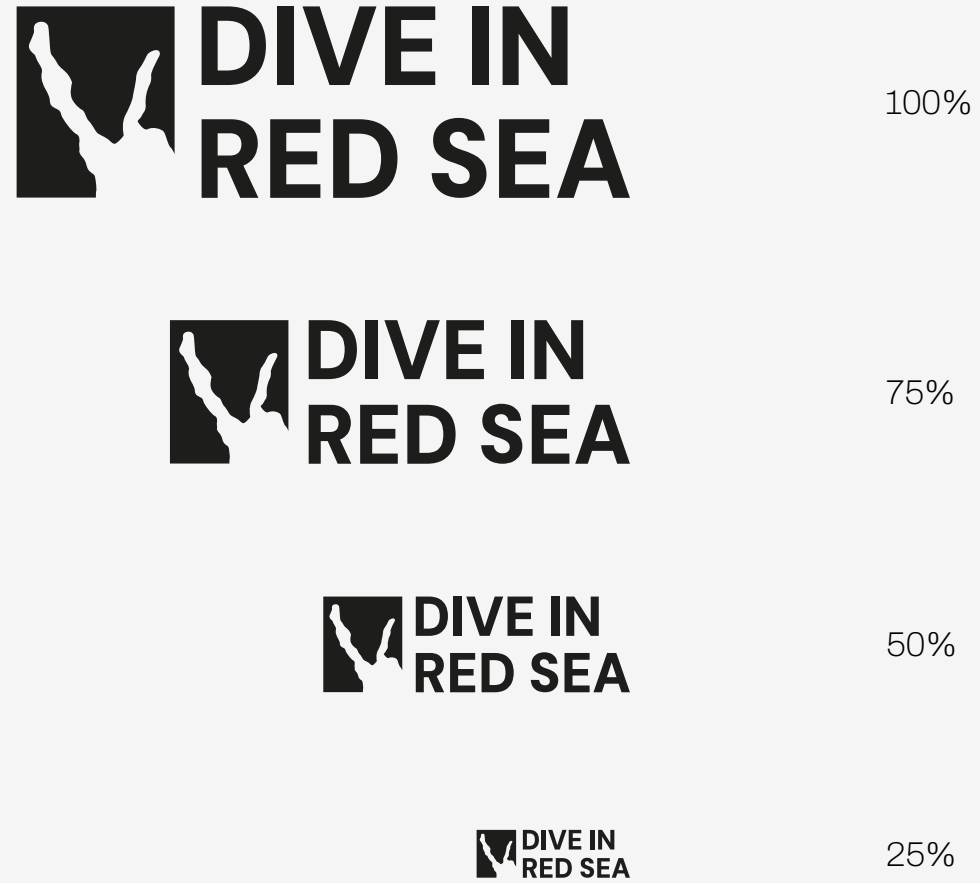 DIVE IN
RED SEA
100%
DIVE IN
RED SEA
75%
DIVE IN
RED SEA
50%
DIVE IN
RED SEA
25%